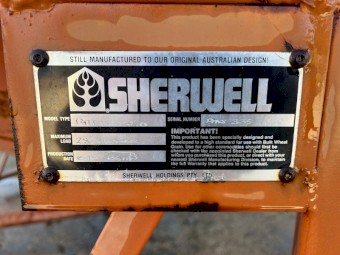 STILL MANUFACTURED TO OUR ORIGINAL AUSTRALIAN DESIGN!
SHERWELL
MODEL TYPE
SERIAL NUMBER
IMPORTANT!
MAXIMUM
LOAD
This product has been specially designed and
developed to a high standard for use with Bulk Wheat
Grain. Use for other commodities should first be
checked with the appointed Sherwell Dealer from
PRODUCTION
DATE
within you purchased this product, or direct with your
nearest Sherwell Manufacturing Division, to maintain
the full Warranty that applies to this product.
SHERWELL HOLDINGS PTY. LTD.